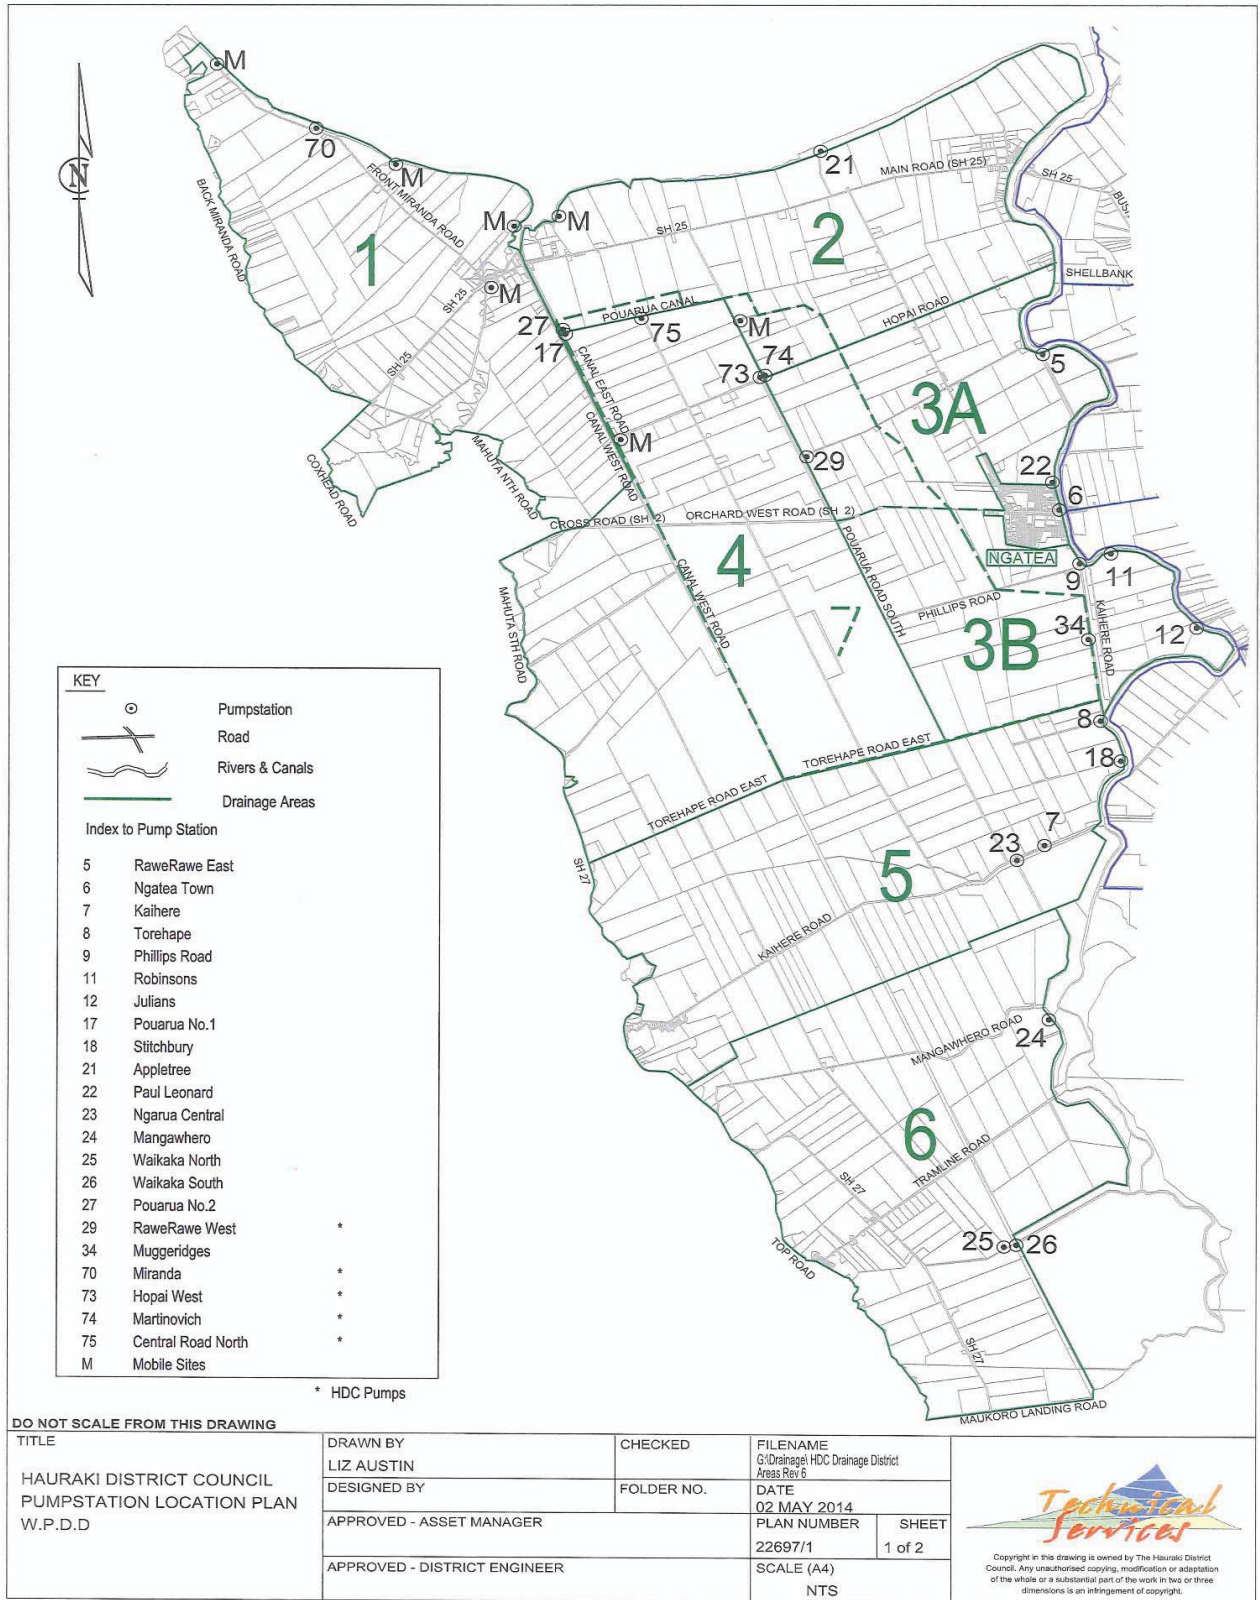 M
70
M
FRONT MIRANDA ROAD
BACK MIRANDA ROAD
1
M
M
21
MAIN ROAD (SH 25)
SH 25
SH 25
2
SHELLBANK
SH 25
M
POUARUA CANAL
HOPAI ROAD
27
17
75
M
SH 25
CANAL EAST ROAD
CANAL WEST ROAD
73
74
5
3A
M
29
COXHEAD ROAD
MAHUTA NTH ROAD
22
6
CROSS ROAD (SH 2)
ORCHARD WEST ROAD (SH 2)
4
NGATEA
9
11
CANAL WEST ROAD
POUARUA ROAD SOUTH
PHILLIPS ROAD
7
3B
34
KAIHERE ROAD
12
MAHUTA STH ROAD
8
TOREHAPE ROAD EAST
18
TOREHAPE ROAD EAST
SH 27
5
23
7
KAIHERE ROAD
MANGAWHERO ROAD
24
6
TRAMLINE ROAD
SH 27
TOP ROAD
25
26
SH 27
MAUKORO LANDING ROAD
KEY
Pumpstation
Road
Rivers & Canals
Drainage Areas
Index to Pump Station
5 RaweRawe East
6 Ngatea Town
7 Kaihere
8 Torehape
9 Phillips Road
11 Robinsons
12 Julians
17 Pouarua No.1
18 Stitchbury
21 Appletree
22 Paul Leonard
23 Ngarua Central
24 Mangawhero
25 Waikaka North
26 Waikaka South
27 Pouarua No.2
29 RaweRawe West *
34 Muggeridges
70 Miranda *
73 Hopai West *
74 Martinovich *
75 Central Road North *
M Mobile Sites
* HDC Pumps
N
DO NOT SCALE FROM THIS DRAWING
TITLE
HAURAKI DISTRICT COUNCIL
PUMPSTATION LOCATION PLAN
W.P.D.D
DRAWN BY
LIZ AUSTIN
CHECKED
DESIGNED BY
FOLDER NO.
APPROVED - ASSET MANAGER
APPROVED - DISTRICT ENGINEER
FILENAME
G:\Drainage\ HDC Drainage District
Areas Rev 6
DATE
02 MAY 2014
PLAN NUMBER
22697/1
SHEET
1 of 2
SCALE (A4)
NTS
Technical
Services
Copyright in this drawing is owned by The Hauraki District
Council. Any unauthorised copying, modification or adaptation
of the whole or a substantial part of the work in two or three
dimensions is an infringement of copyright.